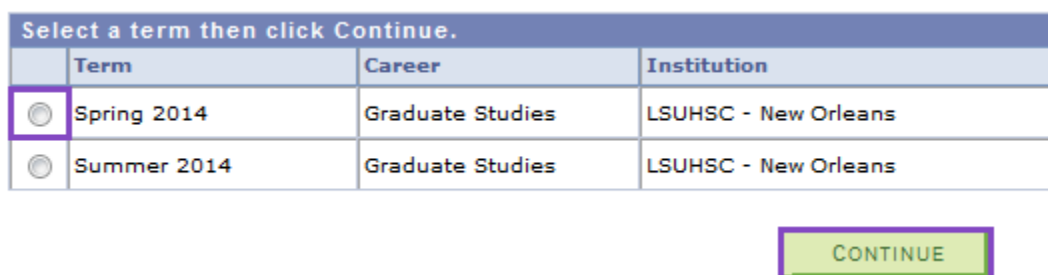 Select a term then click Continue.
Term Career Institution
Spring 2014 Graduate Studies LSUHSC - New Orleans
Summer 2014 Graduate Studies LSUHSC - New Orleans
CONTINUE